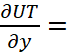 ∂UT/∂y =